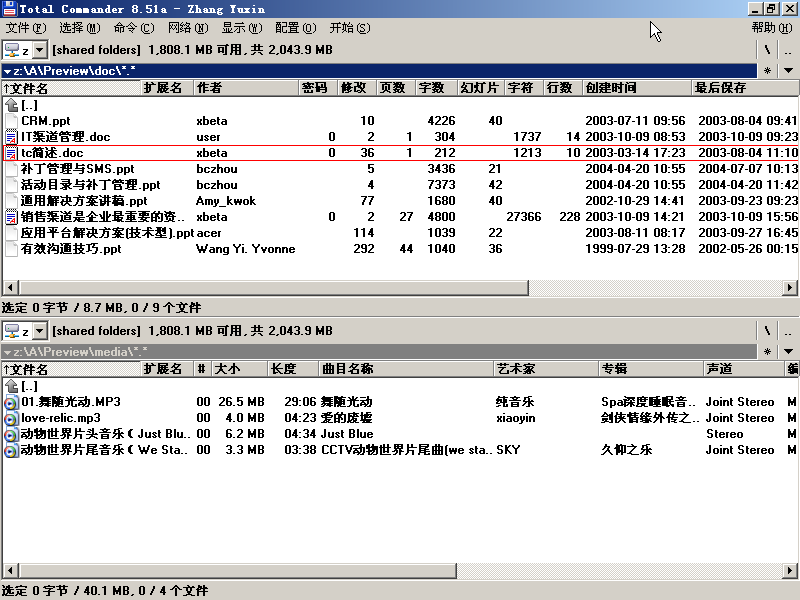 Total Commander 8.51a - Zhang Yuxin
文件(F) 选择(M) 命令(C) 网络(N) 显示(W) 配置(O) 开始(S) 帮助(H)
z [shared folders] 1,808.1 MB 可用, 共 2,043.9 MB \ ..
z:\A\Preview\doc\*.* *
↑文件名 扩展名 作者 密码 修改 页数 字数 幻灯片 字符 行数 创建时间 最后保存
[..]
CRM.ppt xbeta 10 4226 40 2003-07-11 09:56 2003-08-04 09:41
IT渠道管理.doc user 0 2 1 304 1737 14 2003-10-09 08:53 2003-10-09 09:23
tc简述.doc xbeta 0 36 1 212 1213 10 2003-03-14 17:23 2003-08-04 11:10
补丁管理与SMS.ppt bczhou 5 3436 21 2004-04-20 10:55 2004-07-07 10:13
活动目录与补丁管理.ppt bczhou 4 7373 42 2004-04-20 10:55 2004-04-20 11:42
通用解决方案讲稿.ppt Amy_kwok 77 1680 40 2002-10-29 14:41 2003-09-23 09:23
销售渠道是企业最重要的资.. xbeta 0 2 27 4800 27366 228 2003-10-09 14:21 2003-10-09 15:56
应用平台解决方案(技术型).ppt acer 114 1039 22 2003-08-11 08:17 2003-09-27 16:45
有效沟通技巧.ppt Wang Yi. Yvonne 292 44 1040 36 1999-07-29 13:28 2002-05-26 00:15
选定 0 字节 / 8.7 MB, 0 / 9 个文件
z [shared folders] 1,808.1 MB 可用, 共 2,043.9 MB \ ..
z:\A\Preview\media\*.* *
↑文件名 扩展名 # 大小 长度 曲目名称 艺术家 专辑 声道 编
[..]
01.舞随光动.MP3 00 26.5 MB 29:06 舞随光动 纯音乐 Spa深度睡眠音.. Joint Stereo M
love-relic.mp3 00 4.0 MB 04:23 爱的废墟 xiaoyin 剑侠情缘外传之.. Joint Stereo M
动物世界片头音乐 ( Just Blu.. 00 6.2 MB 04:34 Just Blue Stereo M
动物世界片尾音乐 ( We Sta.. 00 3.3 MB 03:38 CCTV动物世界片尾曲(we sta.. SKY 久仰之乐 Joint Stereo M
选定 0 字节 / 40.1 MB, 0 / 4 个文件